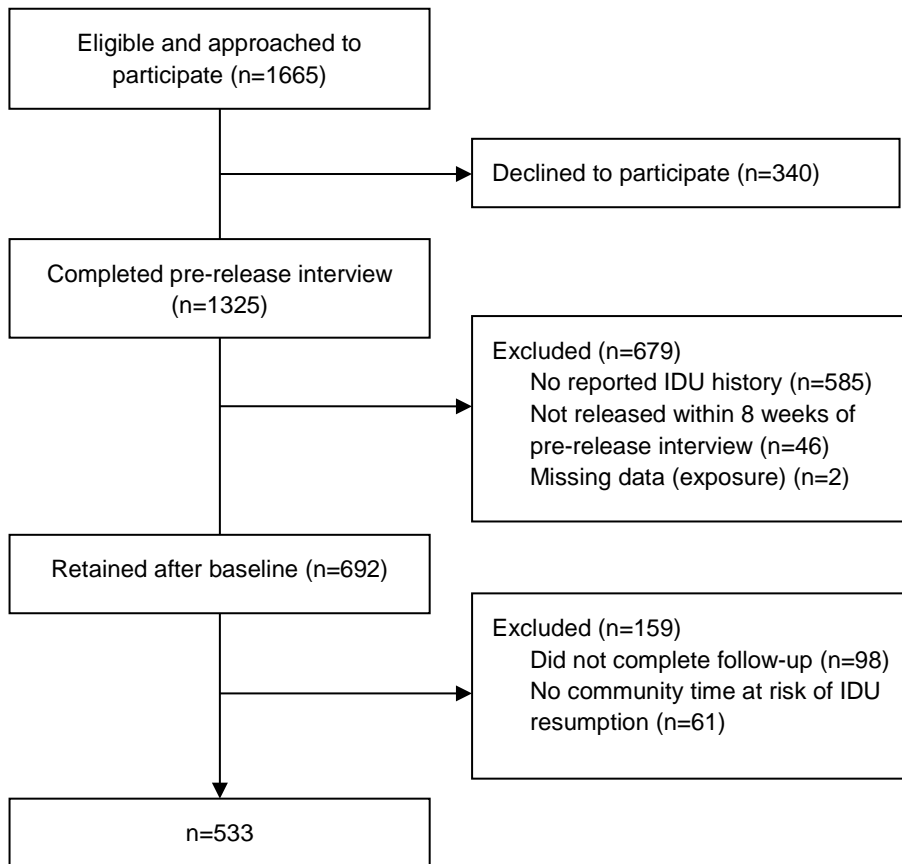 Eligible and approached to
participate (n=1665)
Declined to participate (n=340)
Completed pre-release interview
(n=1325)
Excluded (n=679)
No reported IDU history (n=585)
Not released within 8 weeks of
pre-release interview (n=46)
Missing data (exposure) (n=2)
Retained after baseline (n=692)
Excluded (n=159)
Did not complete follow-up (n=98)
No community time at risk of IDU
resumption (n=61)
n=533